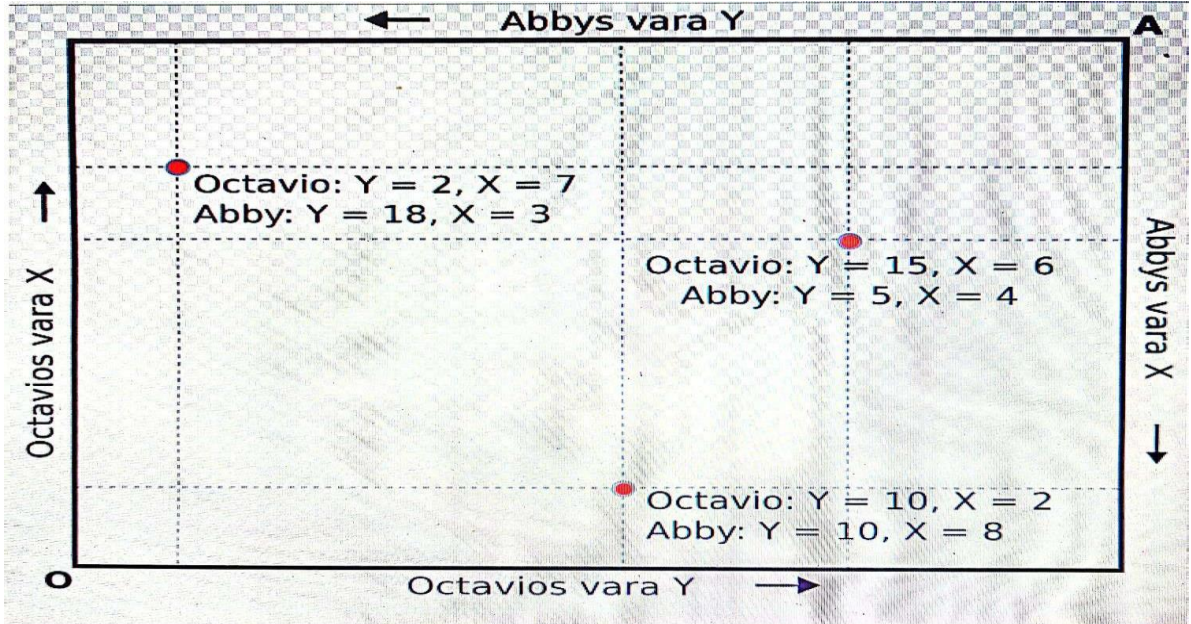 Abbys vara Y
A
Octavio: Y = 2, X = 7
Abby: Y = 18, X = 3
Octavio: Y = 15, X = 6
Abby: Y = 5, X = 4
Octavio: Y = 10, X = 2
Abby: Y = 10, X = 8
Octavios vara X
Abbys vara X
O
Octavios vara Y